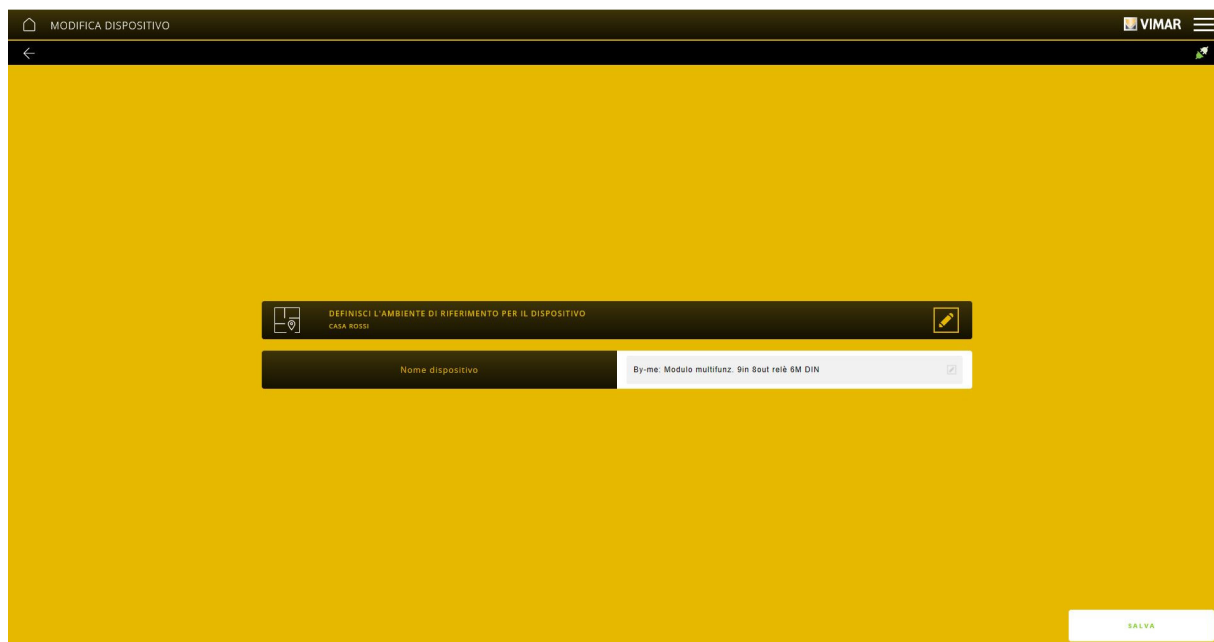 MODIFICA DISPOSITIVO
VIMAR
DEFINISCI L'AMBIENTE DI RIFERIMENTO PER IL DISPOSITIVO
CASA ROSSI
Nome dispositivo
By-me: Modulo multifunz. 9in 8out relè 6M DIN
SALVA